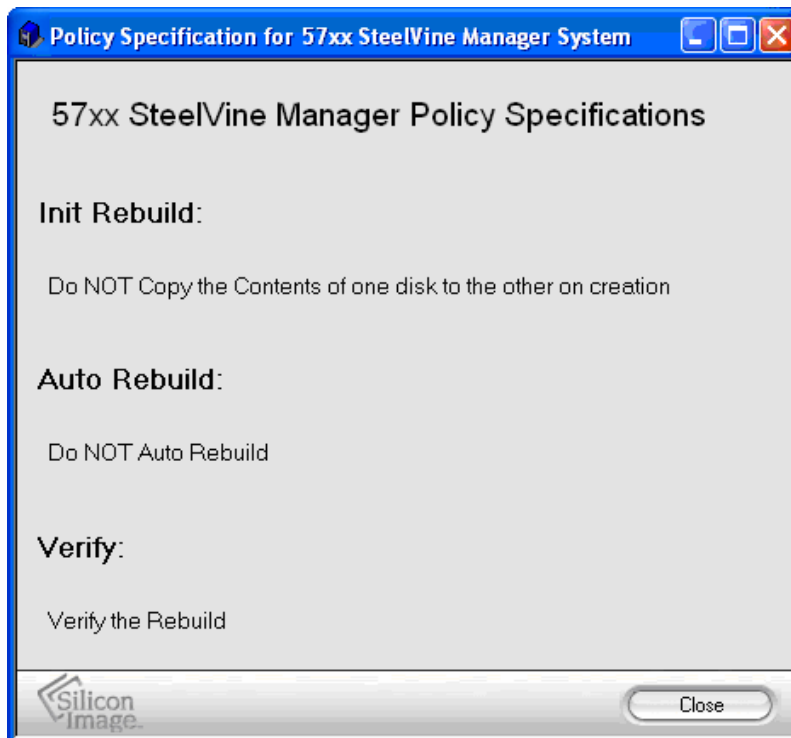 Policy Specification for 57xx SteelVine Manager System
57xx SteelVine Manager Policy Specifications
Init Rebuild:
Do NOT Copy the Contents of one disk to the other on creation
Auto Rebuild:
Do NOT Auto Rebuild
Verify:
Verify the Rebuild
Silicon
Image™
Close